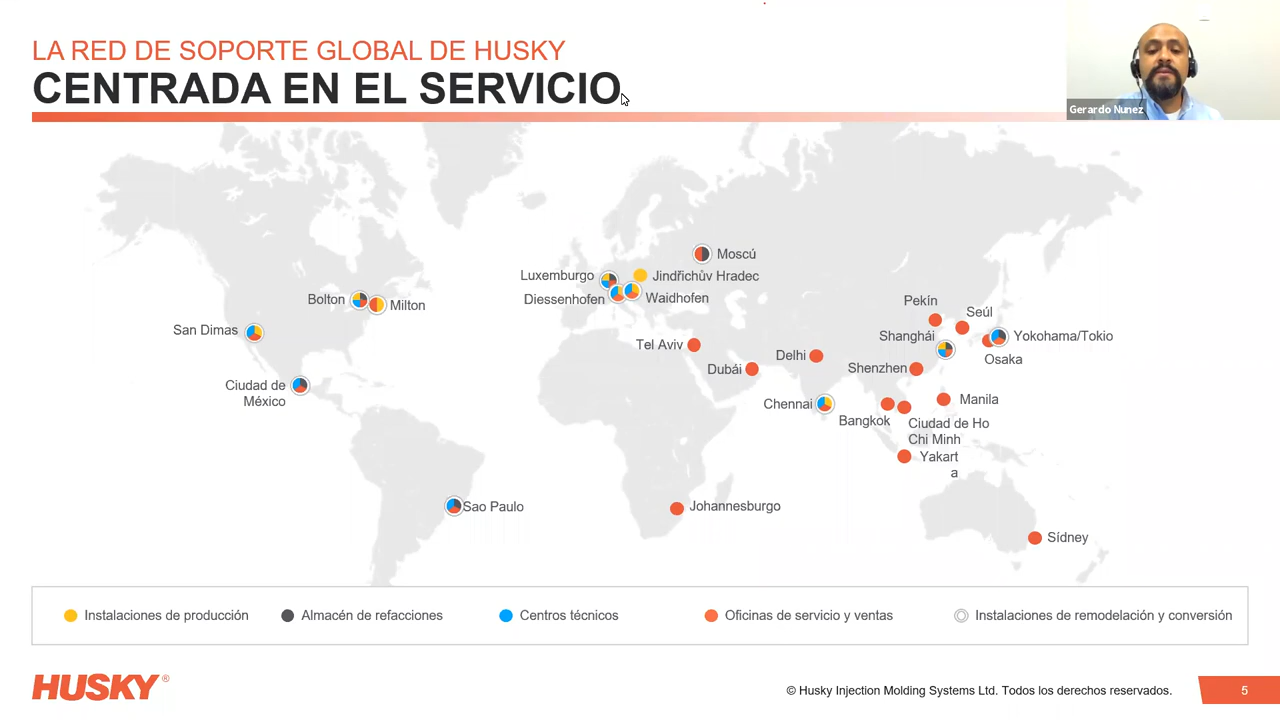 LA RED DE SOPORTE GLOBAL DE HUSKY
CENTRADA EN EL SERVICIO
Gerardo Nunez
Moscú
Luxemburgo
Jindřichův Hradec
Diessenhofen
Waidhofen
Bolton
Milton
San Dimas
Ciudad de
México
Sao Paulo
Tel Aviv
Dubái
Delhi
Chennai
Johannesburgo
Pekín
Seúl
Shanghái
Yokohama/Tokio
Osaka
Shenzhen
Manila
Bangkok
Ciudad de Ho
Chi Minh
Yakart
a
Sídney
Instalaciones de producción
Almacén de refacciones
Centros técnicos
Oficinas de servicio y ventas
Instalaciones de remodelación y conversión
HUSKY®
© Husky Injection Molding Systems Ltd. Todos los derechos reservados.
5